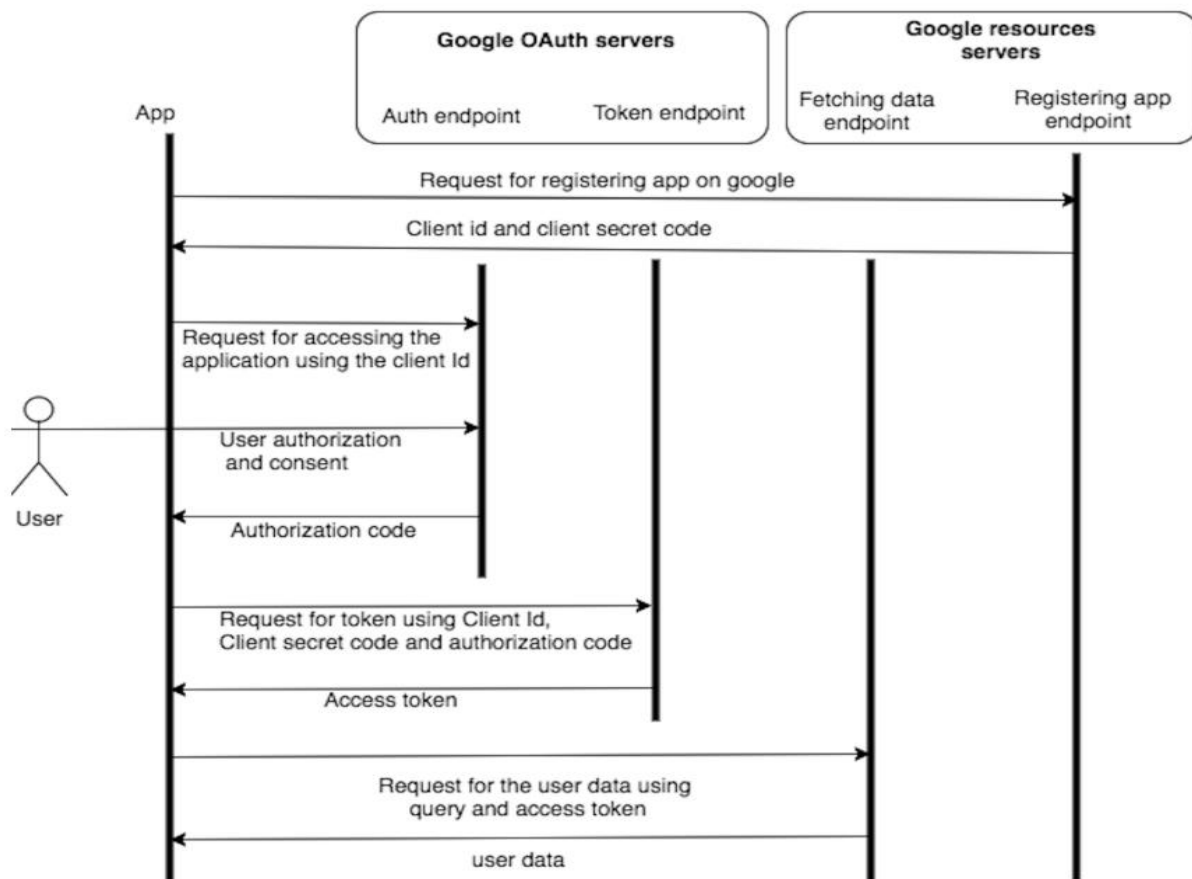 Google OAuth servers
Google resources
servers
App
Auth endpoint
Token endpoint
Fetching data
endpoint
Registering app
endpoint
Request for registering app on google
Client id and client secret code
Request for accessing the
application using the client Id
User authorization
and consent
User
Authorization code
Request for token using Client Id,
Client secret code and authorization code
Access token
Request for the user data using
query and access token
user data